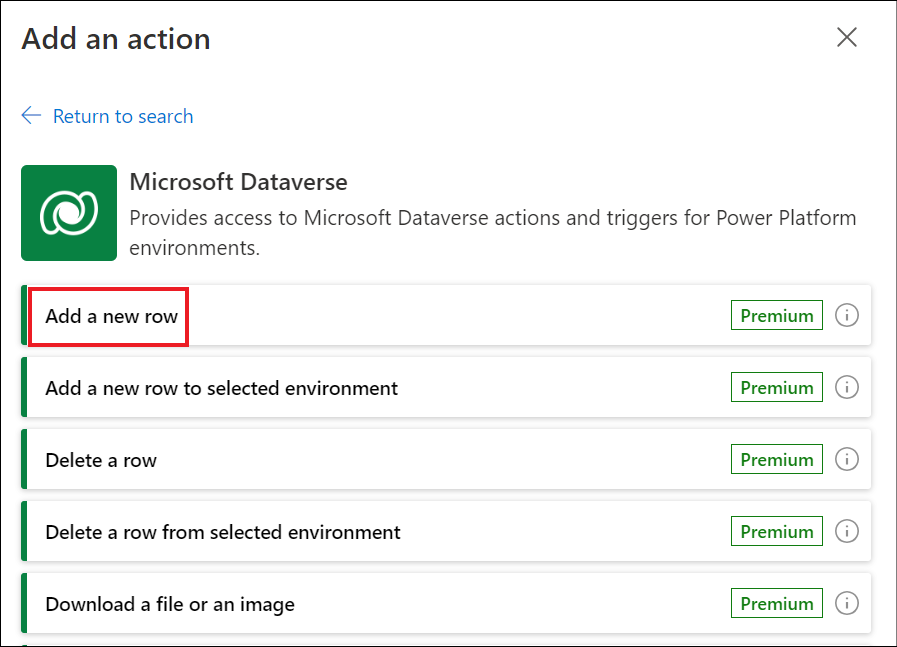 Add an action
Return to search
Microsoft Dataverse
Provides access to Microsoft Dataverse actions and triggers for Power Platform
environments.
Add a new row Premium
Add a new row to selected environment Premium
Delete a row Premium
Delete a row from selected environment Premium
Download a file or an image Premium